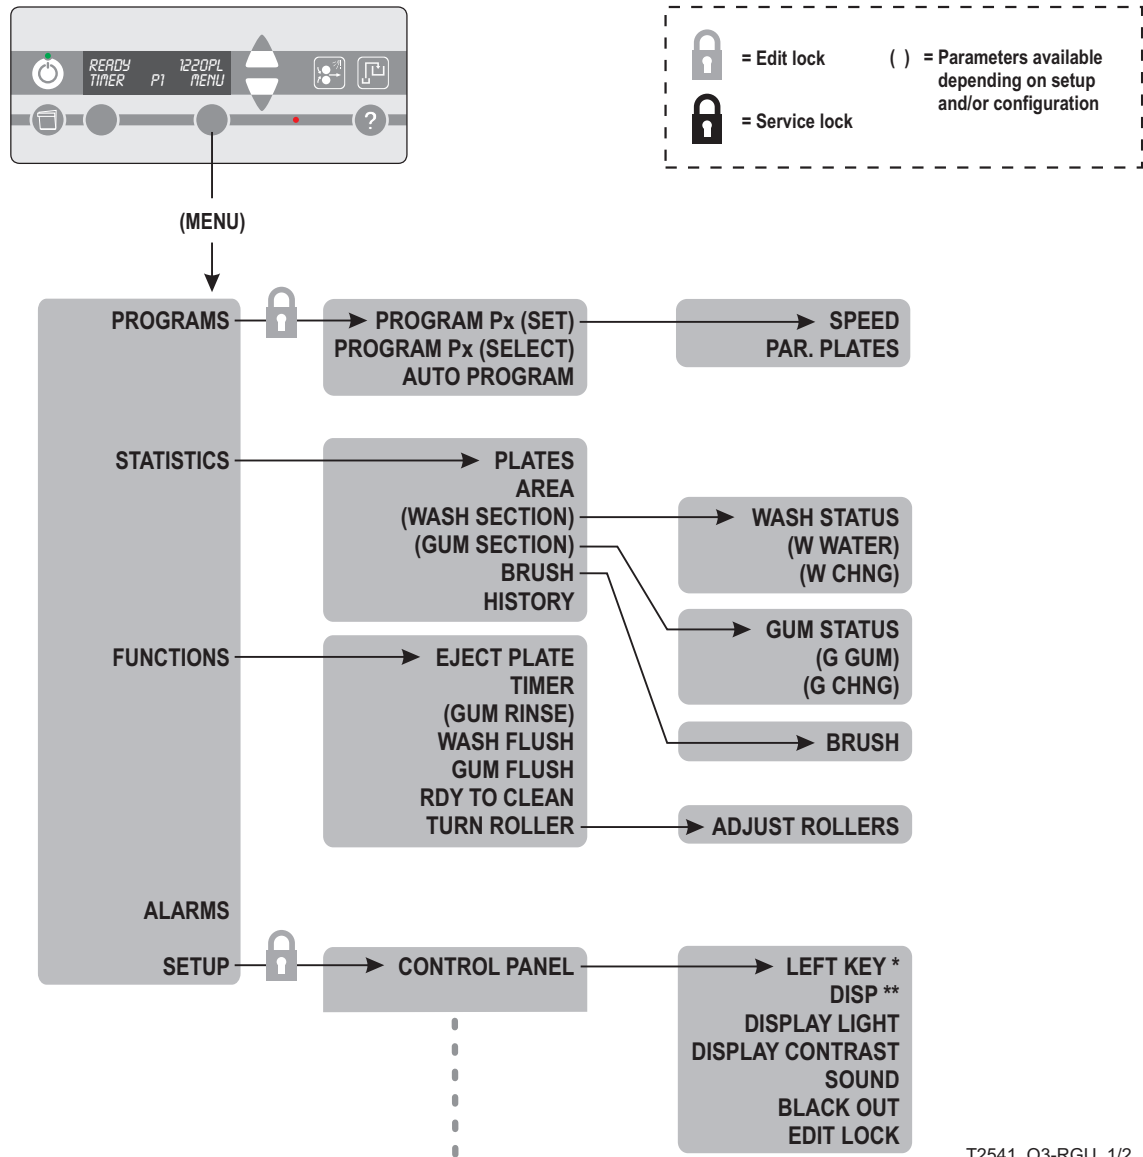 READY 1220PL
TIMER P1 MENU
?
= Edit lock
= Service lock
( ) = Parameters available
depending on setup
and/or configuration
(MENU)
PROGRAMS
PROGRAM Px (SET)
PROGRAM Px (SELECT)
AUTO PROGRAM
SPEED
PAR. PLATES
STATISTICS
PLATES
AREA
(WASH SECTION)
(GUM SECTION)
BRUSH
HISTORY
WASH STATUS
(W WATER)
(W CHNG)
GUM STATUS
(G GUM)
(G CHNG)
BRUSH
FUNCTIONS
EJECT PLATE
TIMER
(GUM RINSE)
WASH FLUSH
GUM FLUSH
RDY TO CLEAN
TURN ROLLER
ADJUST ROLLERS
ALARMS
SETUP
CONTROL PANEL
LEFT KEY *
DISP **
DISPLAY LIGHT
DISPLAY CONTRAST
SOUND
BLACK OUT
EDIT LOCK
T2541_O3-RGU_1/2